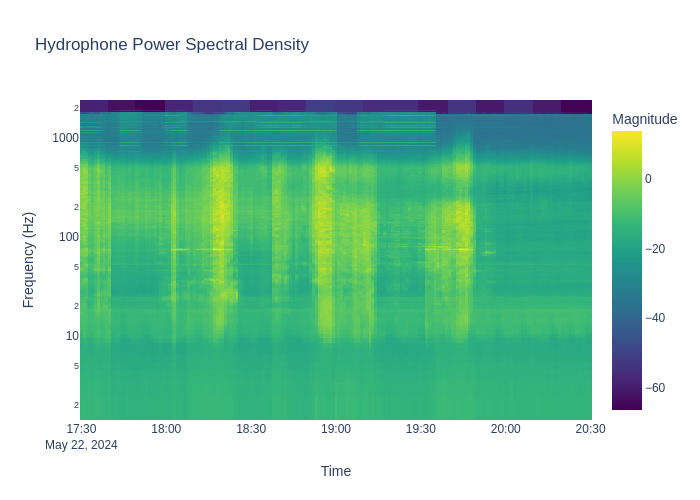 Hydrophone Power Spectral Density
Magnitude
2
1000
5
2
100
5
2
10
5
2
Frequency (Hz)
0
−20
−40
−60
17:30 18:00 18:30 19:00 19:30 20:00 20:30
May 22, 2024
Time